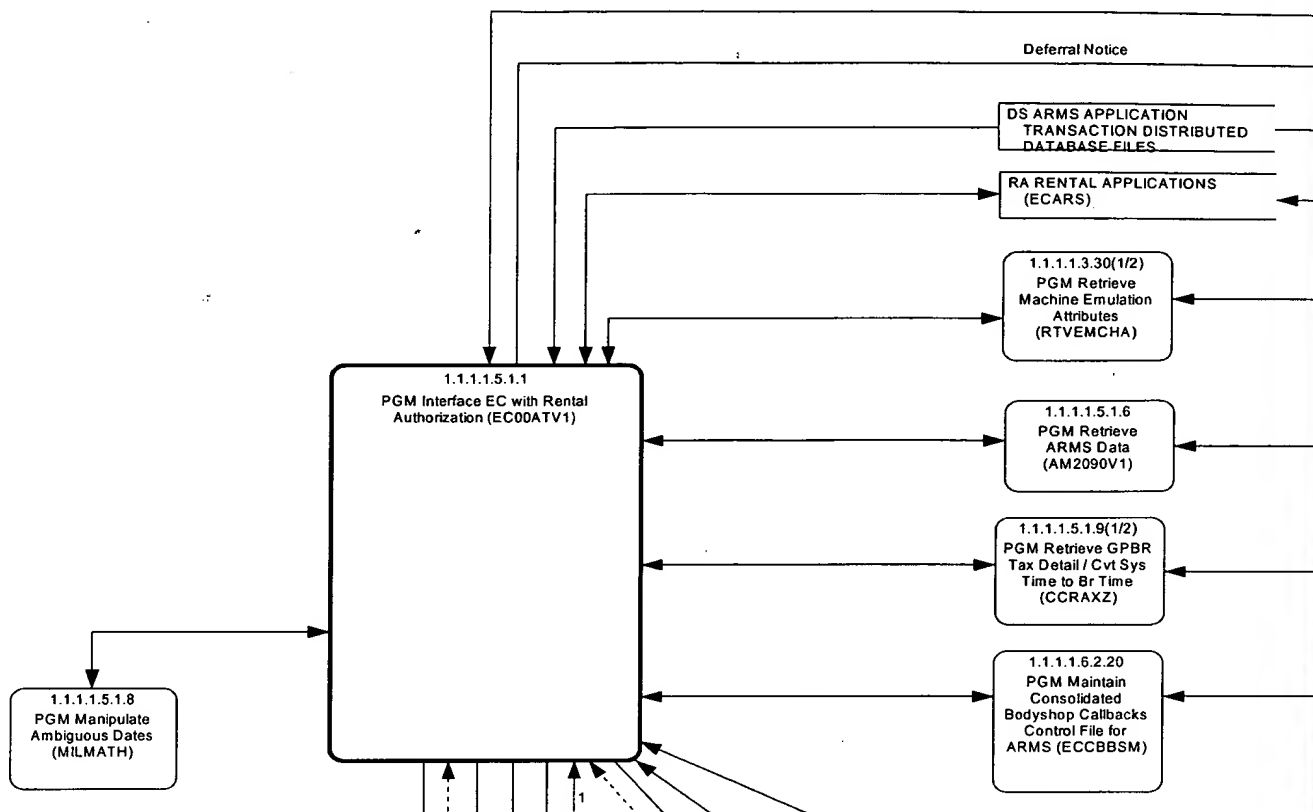 Deferral Notice
DS ARMS APPLICATION
TRANSACTION DISTRIBUTED
DATABASE FILES
RA RENTAL APPLICATIONS
(ECARS)
1.1.1.1.3.30(1/2)
PGM Retrieve
Machine Emulation
Attributes
(RTVEMCHA)
1.1.1.1.5.1.1
PGM Interface EC with Rental
Authorization (EC00ATV1)
1.1.1.1.5.1.6
PGM Retrieve
ARMS Data
(AM2090V1)
1.1.1.1.5.1.9(1/2)
PGM Retrieve GPBR
Tax Detail / Cvt Sys
Time to Br Time
(CCRAXZ)
1.1.1.1.6.2.20
PGM Maintain
Consolidated
Bodyshop Callbacks
Control File for
ARMS (ECCBBSM)
1.1.1.1.5.1.8
PGM Manipulate
Ambiguous Dates
(MILMATH)
1